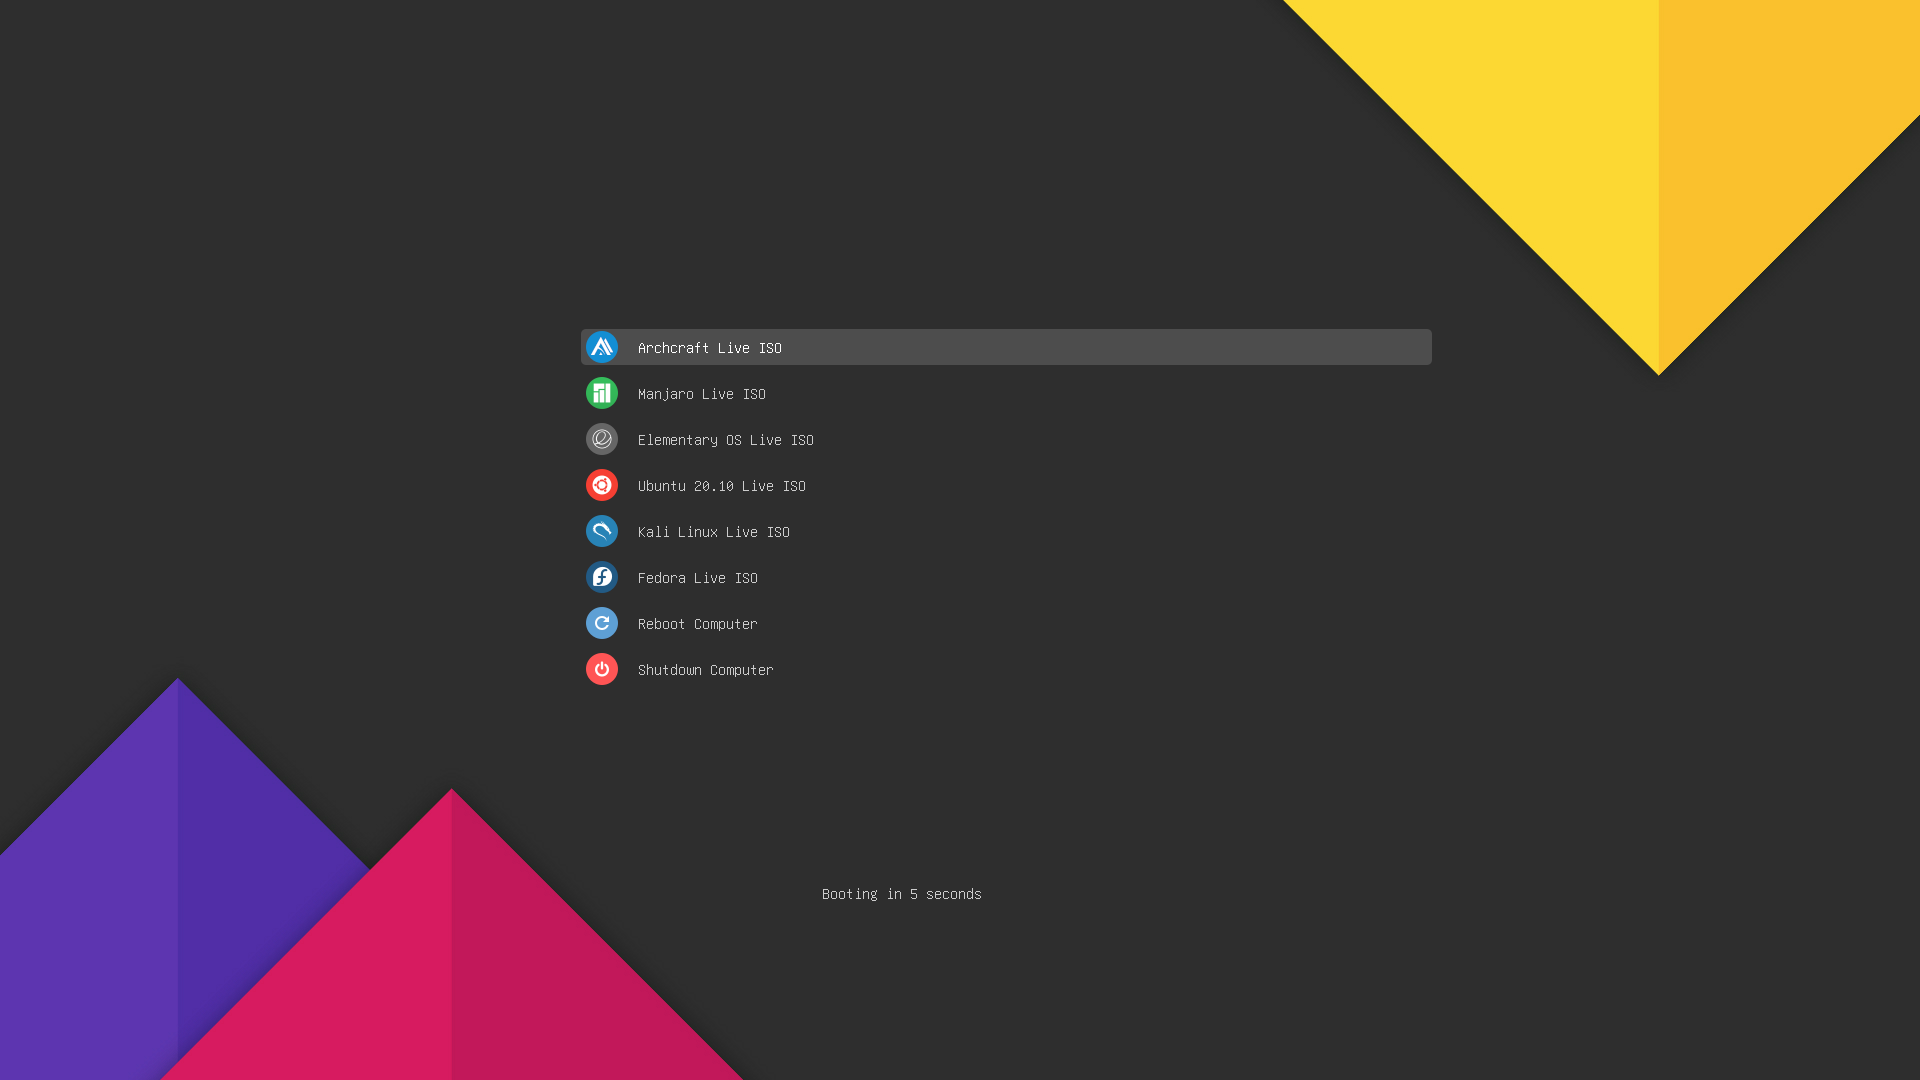 Archcraft Live ISO
Manjaro Live ISO
Elementary OS Live ISO
Ubuntu 20.10 Live ISO
Kali Linux Live ISO
Fedora Live ISO
Reboot Computer
Shutdown Computer
Booting in 5 seconds